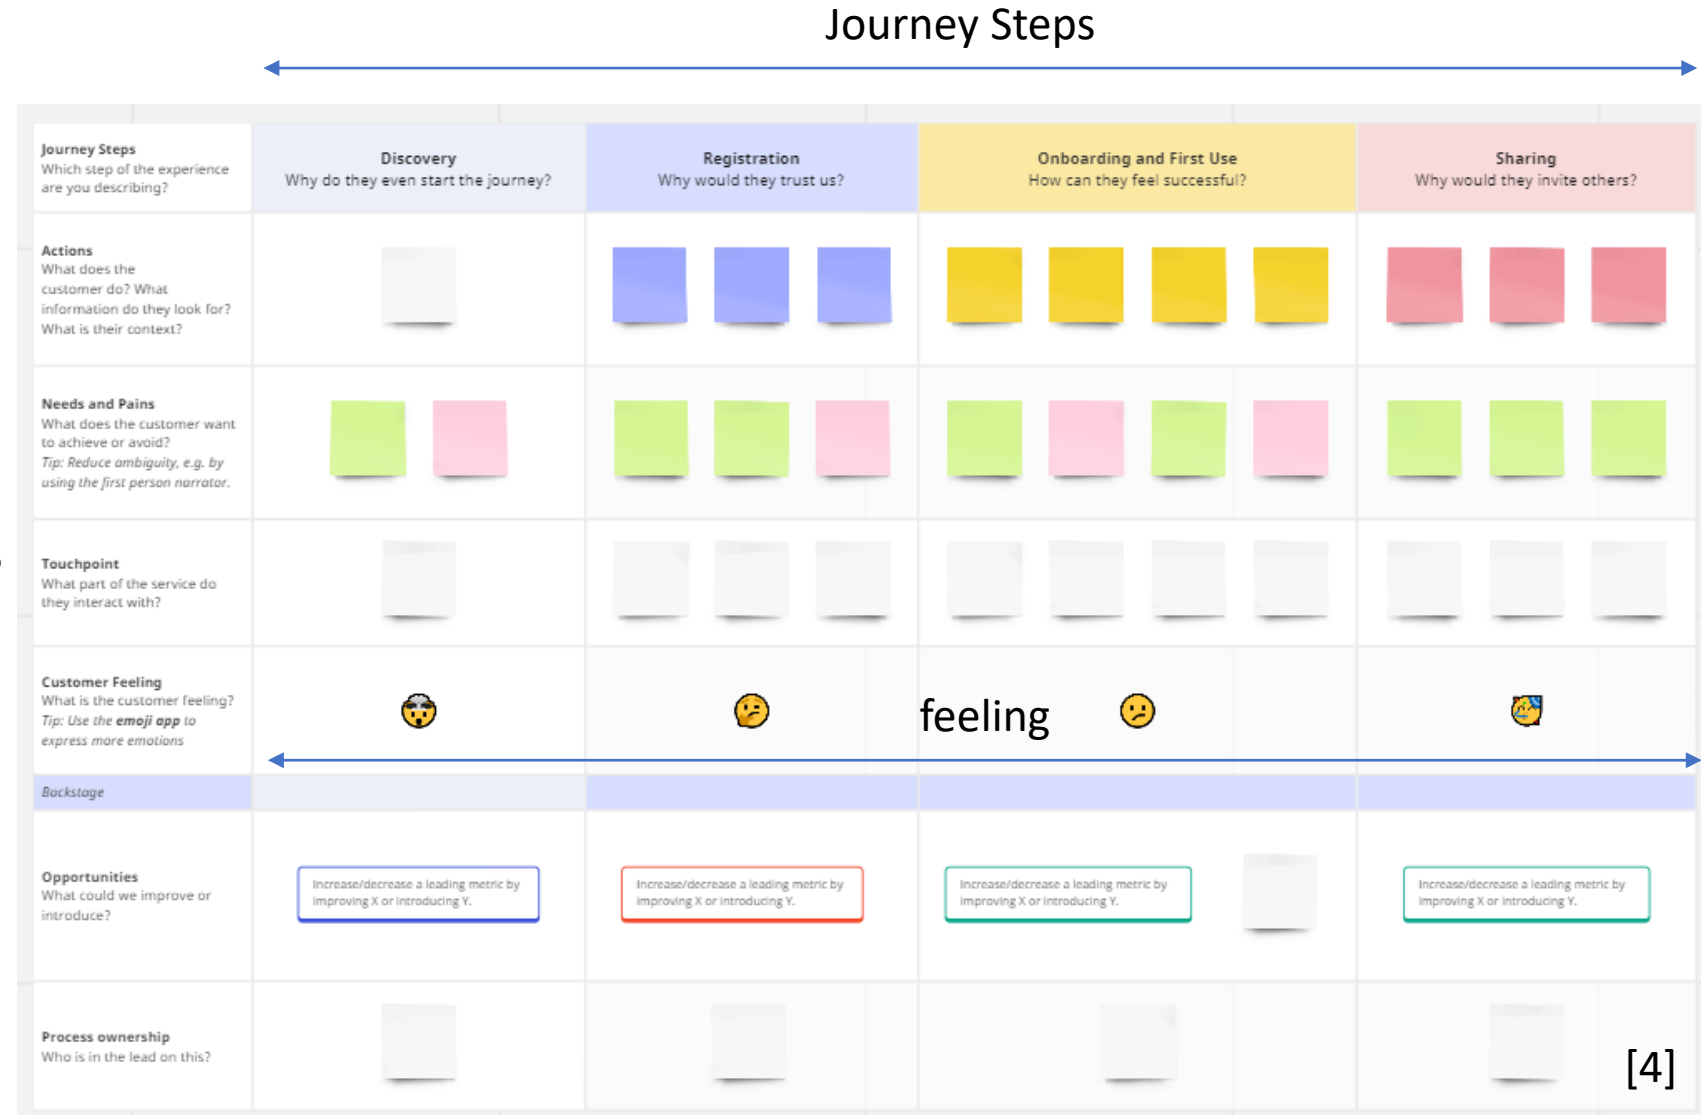 Journey Steps
Journey Steps
Which step of the experience
are you describing?
Discovery
Why do they even start the journey?
Registration
Why would they trust us?
Onboarding and First Use
How can they feel successful?
Sharing
Why would they invite others?
Actions
What does the
customer do? What
information do they look for?
What is their context?
Needs and Pains
What does the customer want
to achieve or avoid?
Tip: Reduce ambiguity, e.g. by
using the first person narrator.
Touchpoint
What part of the service do
they interact with?
Customer Feeling
What is the customer feeling?
Tip: Use the emoji app to
express more emotions
feeling
Backstage
Opportunities
What could we improve or
introduce?
Increase/decrease a leading metric by
improving X or introducing Y.
Increase/decrease a leading metric by
improving X or introducing Y.
Increase/decrease a leading metric by
improving X or introducing Y.
Increase/decrease a leading metric by
improving X or introducing Y.
Process ownership
Who is in the lead on this?
[4]